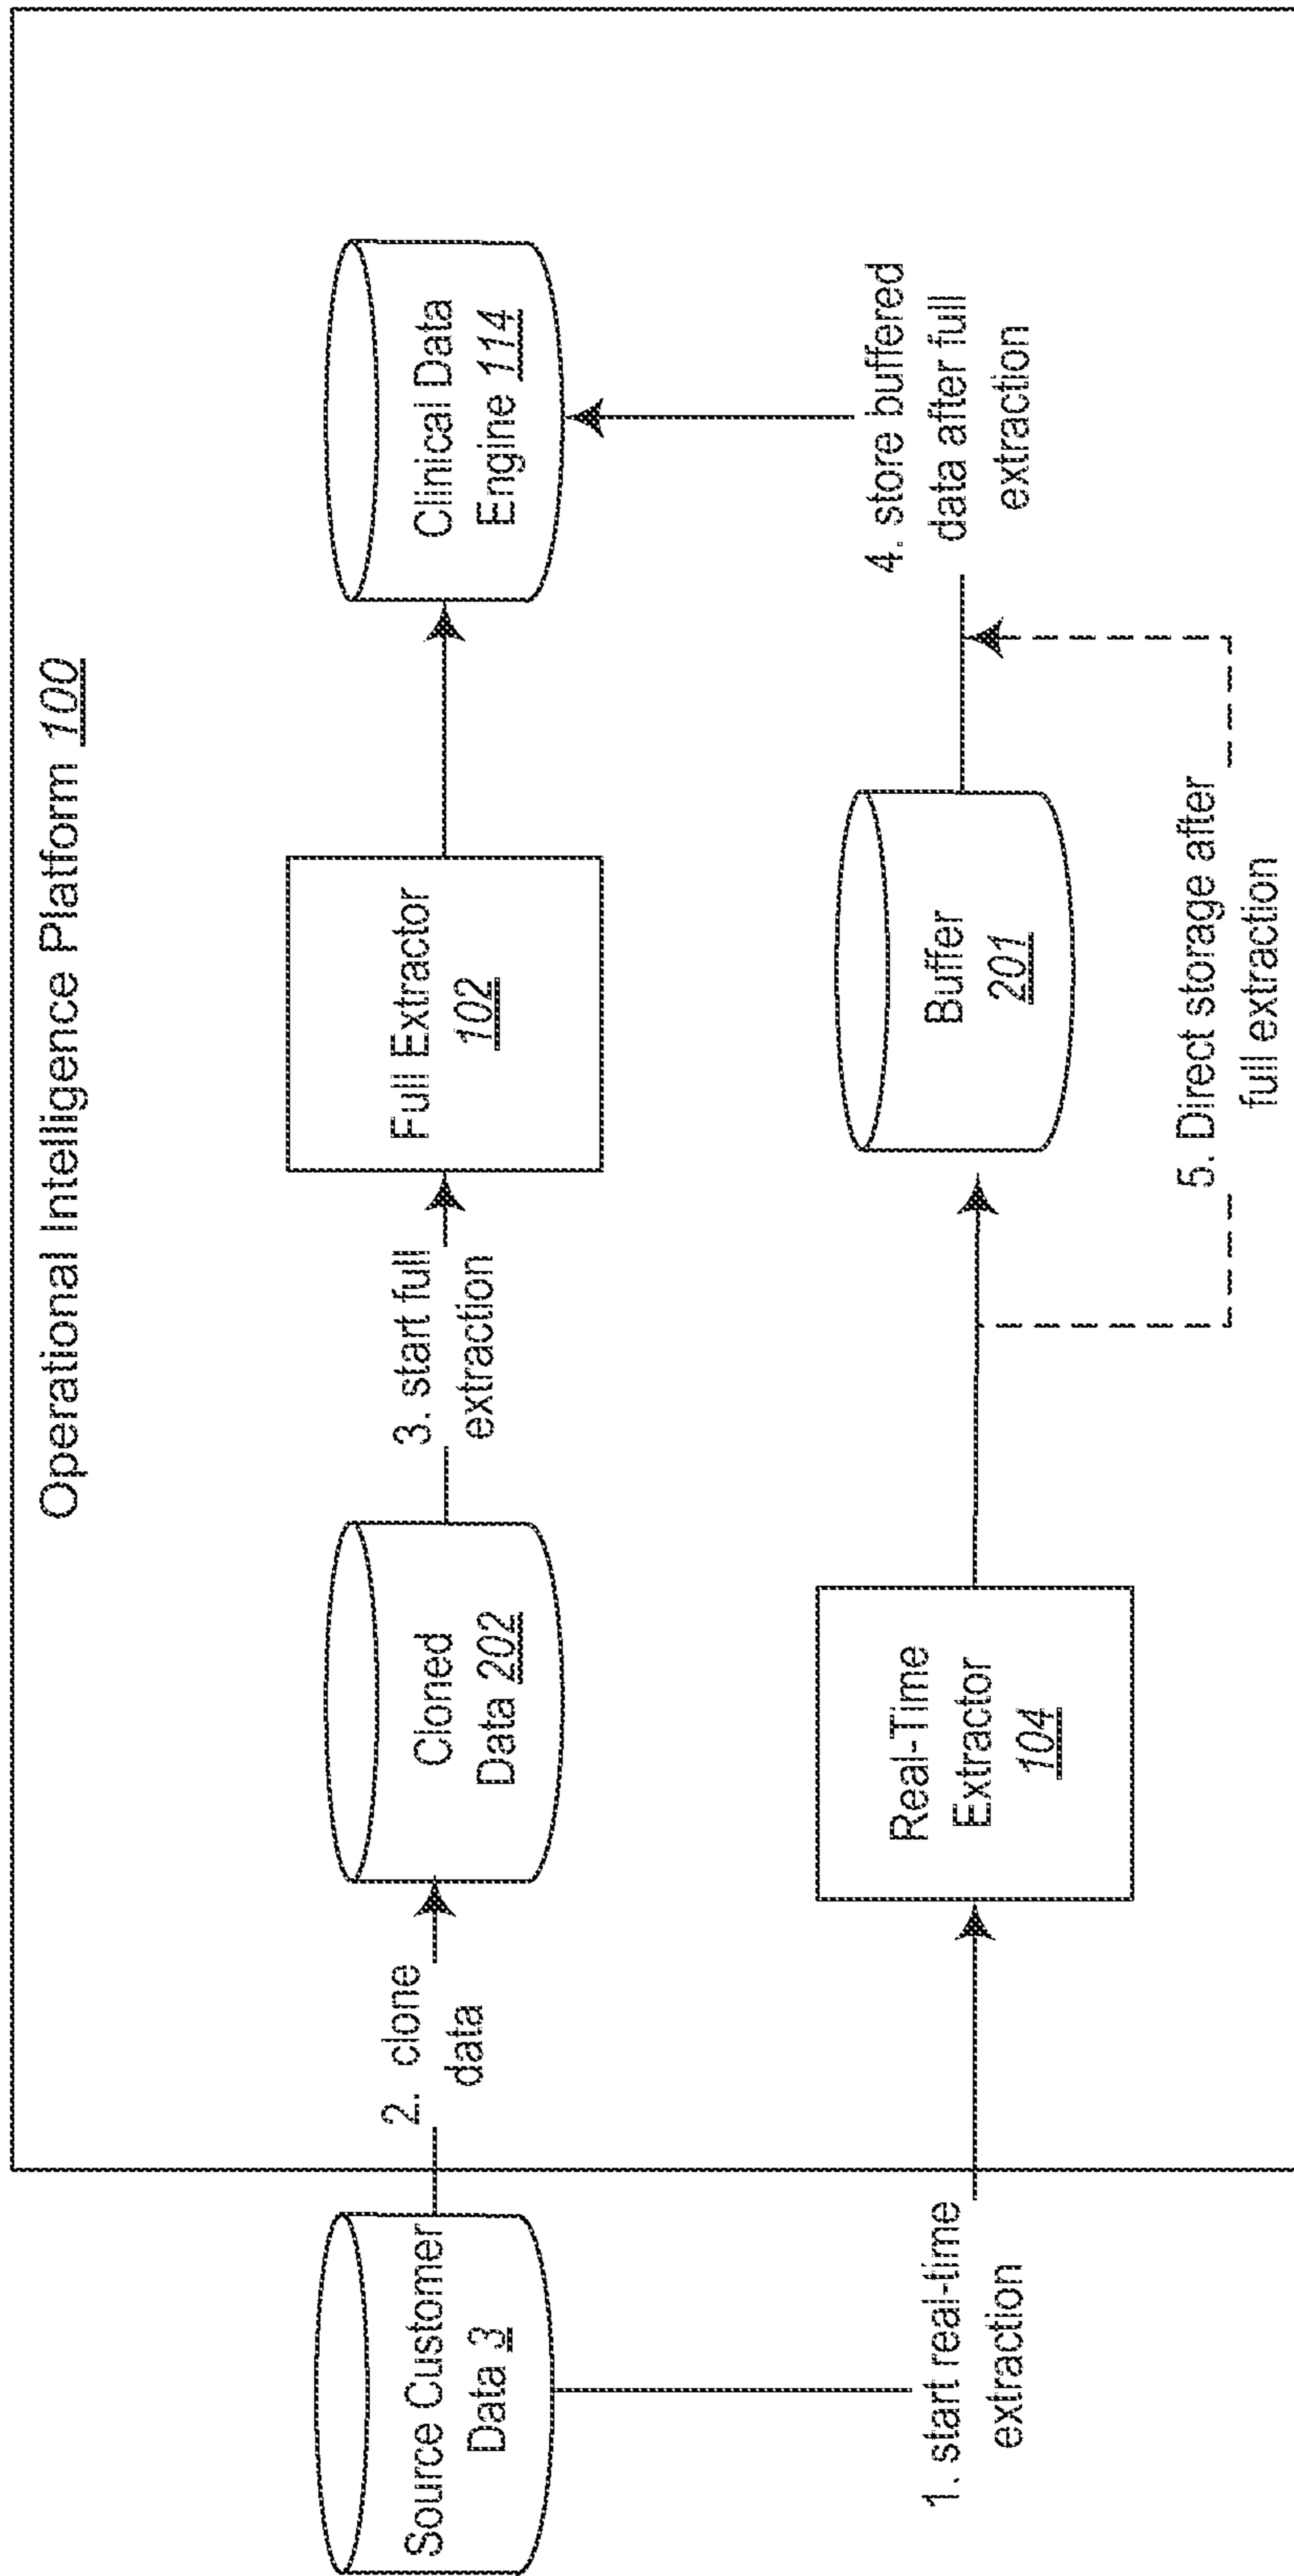 Operational Intelligence Platform 100
Source Customer
Data 3
2. clone
data
Cloned
Data 202
3. start full
extraction
Full Extractor
102
Clinical Data
Engine 114
1. start real-time
extraction
Real-Time
Extractor
104
Buffer
201
4. store buffered
data after full
extraction
5. Direct storage after
full extraction